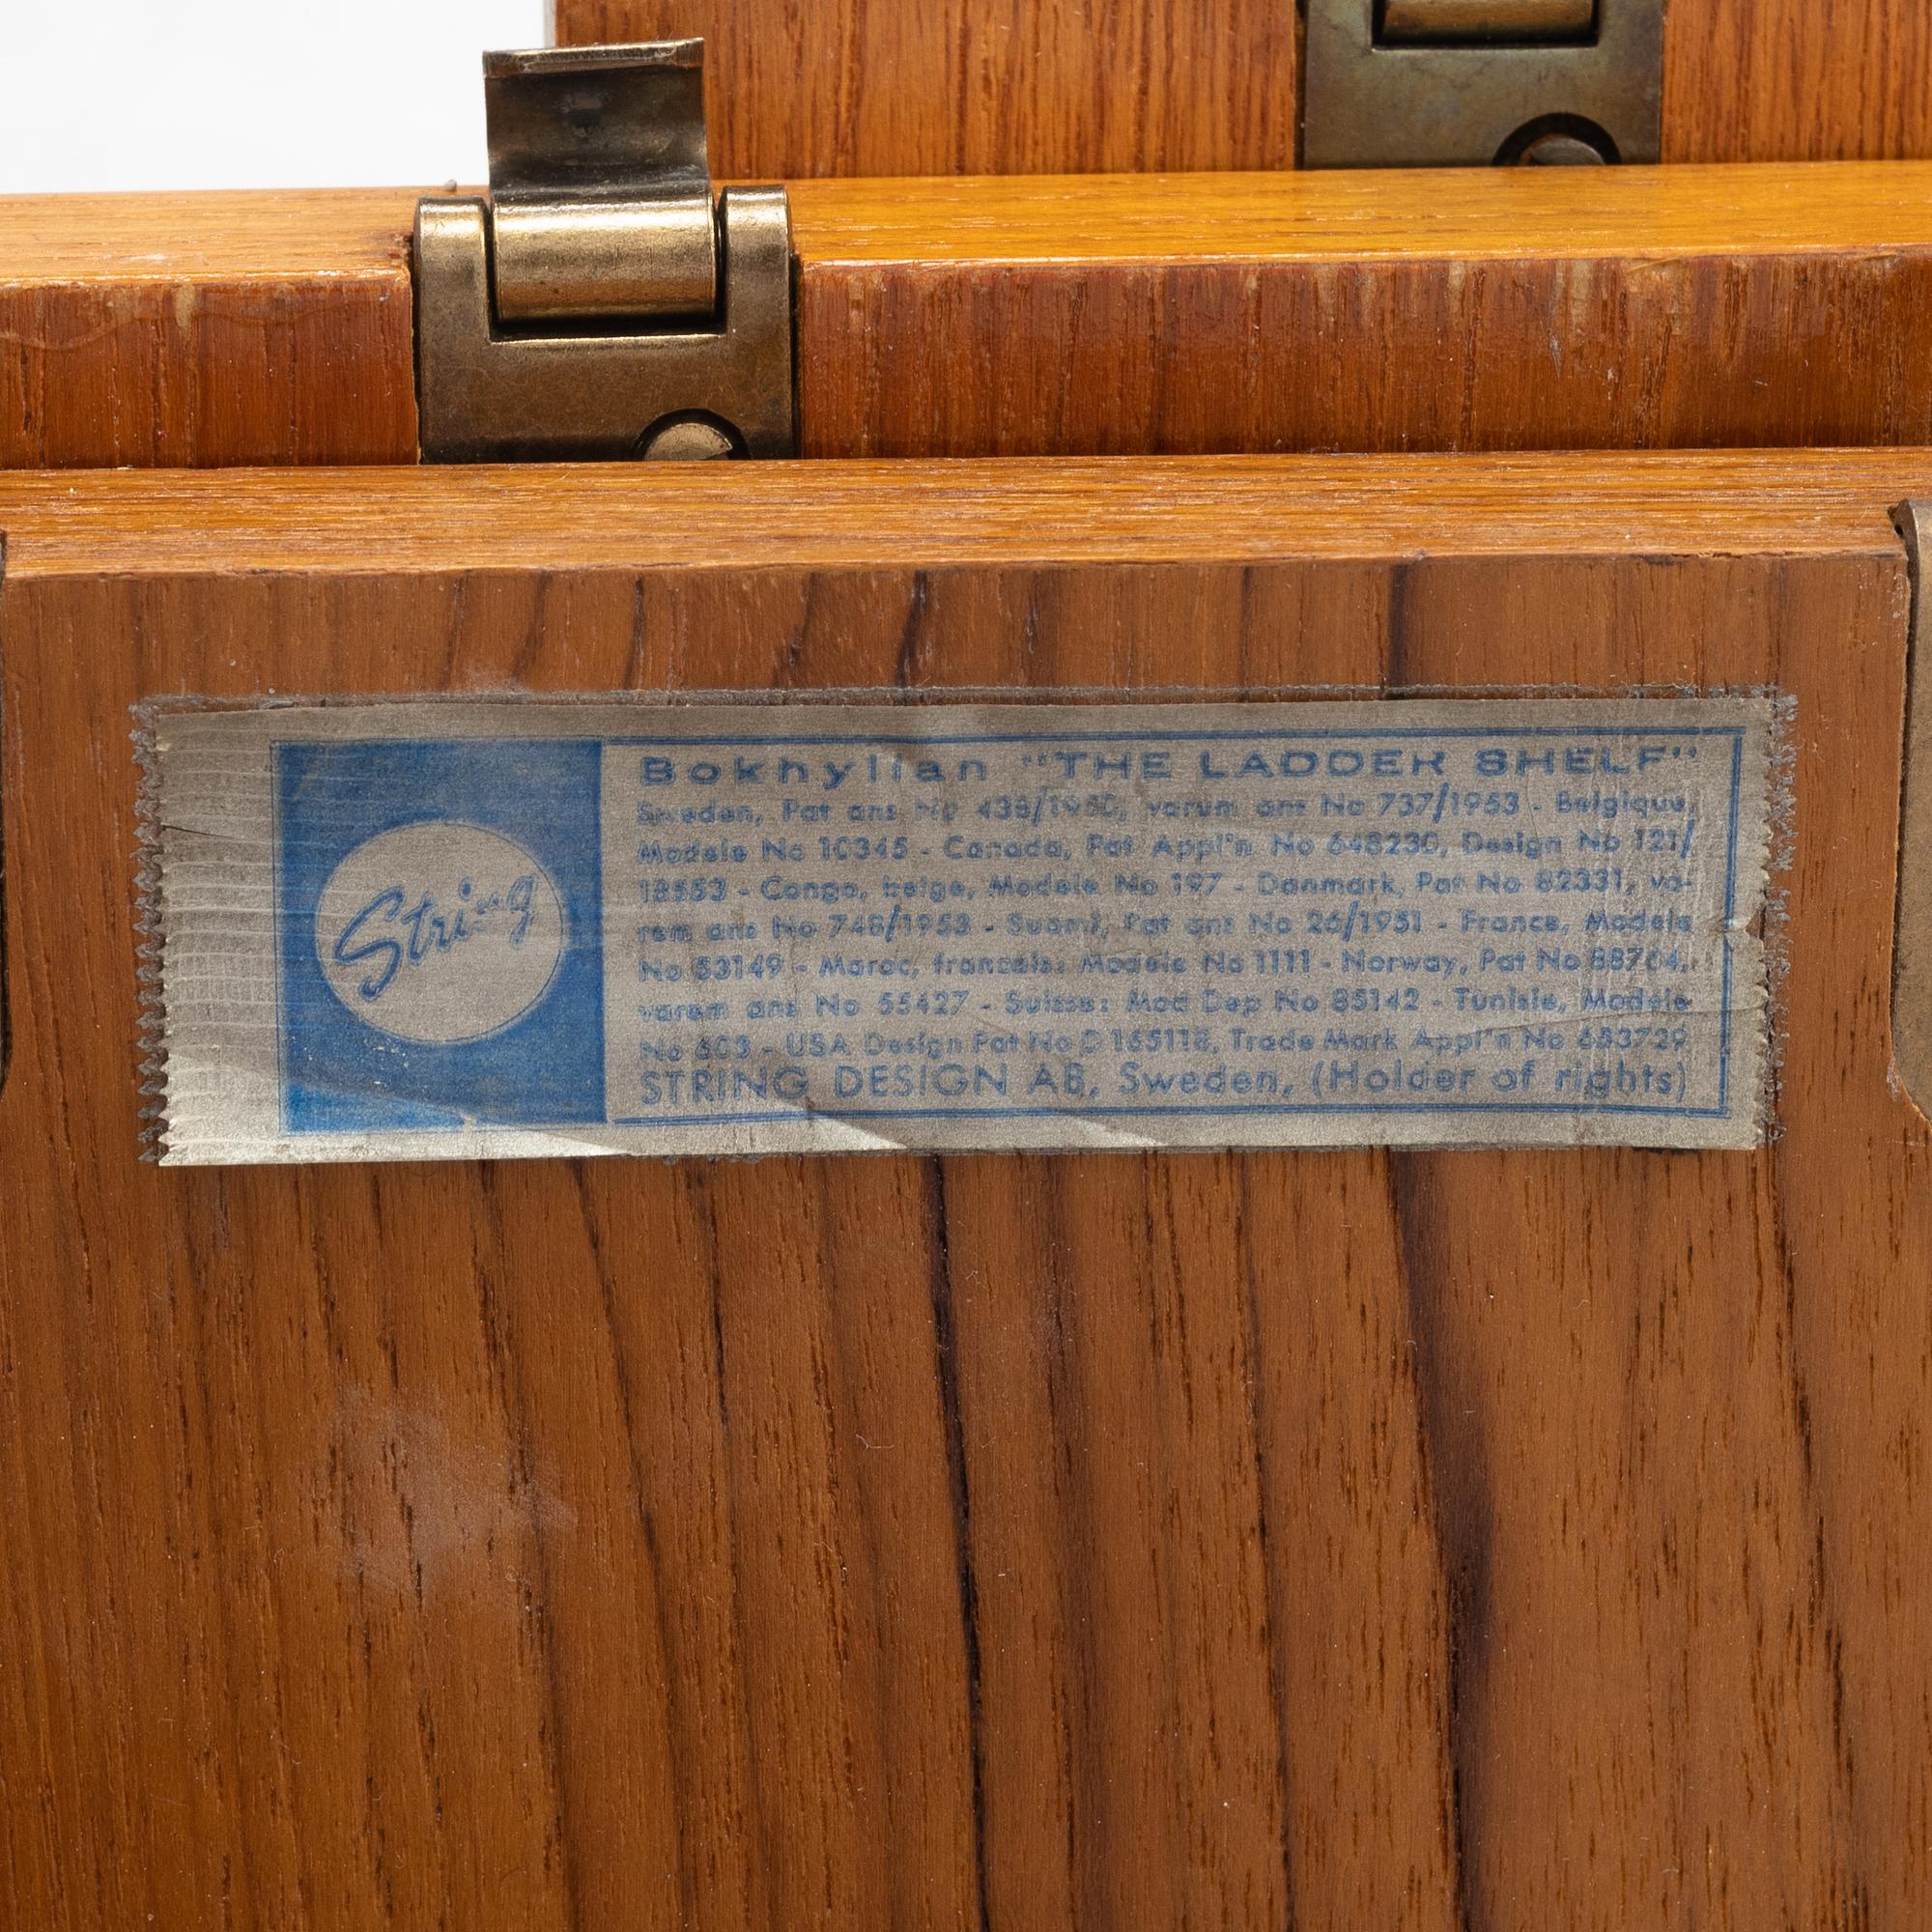 String
Bokhyllan "THE LADDER SHELF"
Sweden, Pat ans No 438/1950, varum ans No 737/1953 - Belgique,
Modele No 10345 - Canada, Pat Appl'n No 648230, Design No 121/
18553 - Congo, belge, Modele No 197 - Danmark, Pat No 82331, va-
rem ans No 748/1953 - Suomi, Pat ans No 26/1951 - France, Modele
No 53149 - Maroc, francais: Modele No 1111 - Norway, Pat No 88764,
varem ans No 55427 - Suisse: Mod Dep No 85142 - Tunisie, Modele
No 603 - USA Design Pat No D 165118, Trade Mark Appl'n No 653729
STRING DESIGN AB, Sweden, (Holder of rights)